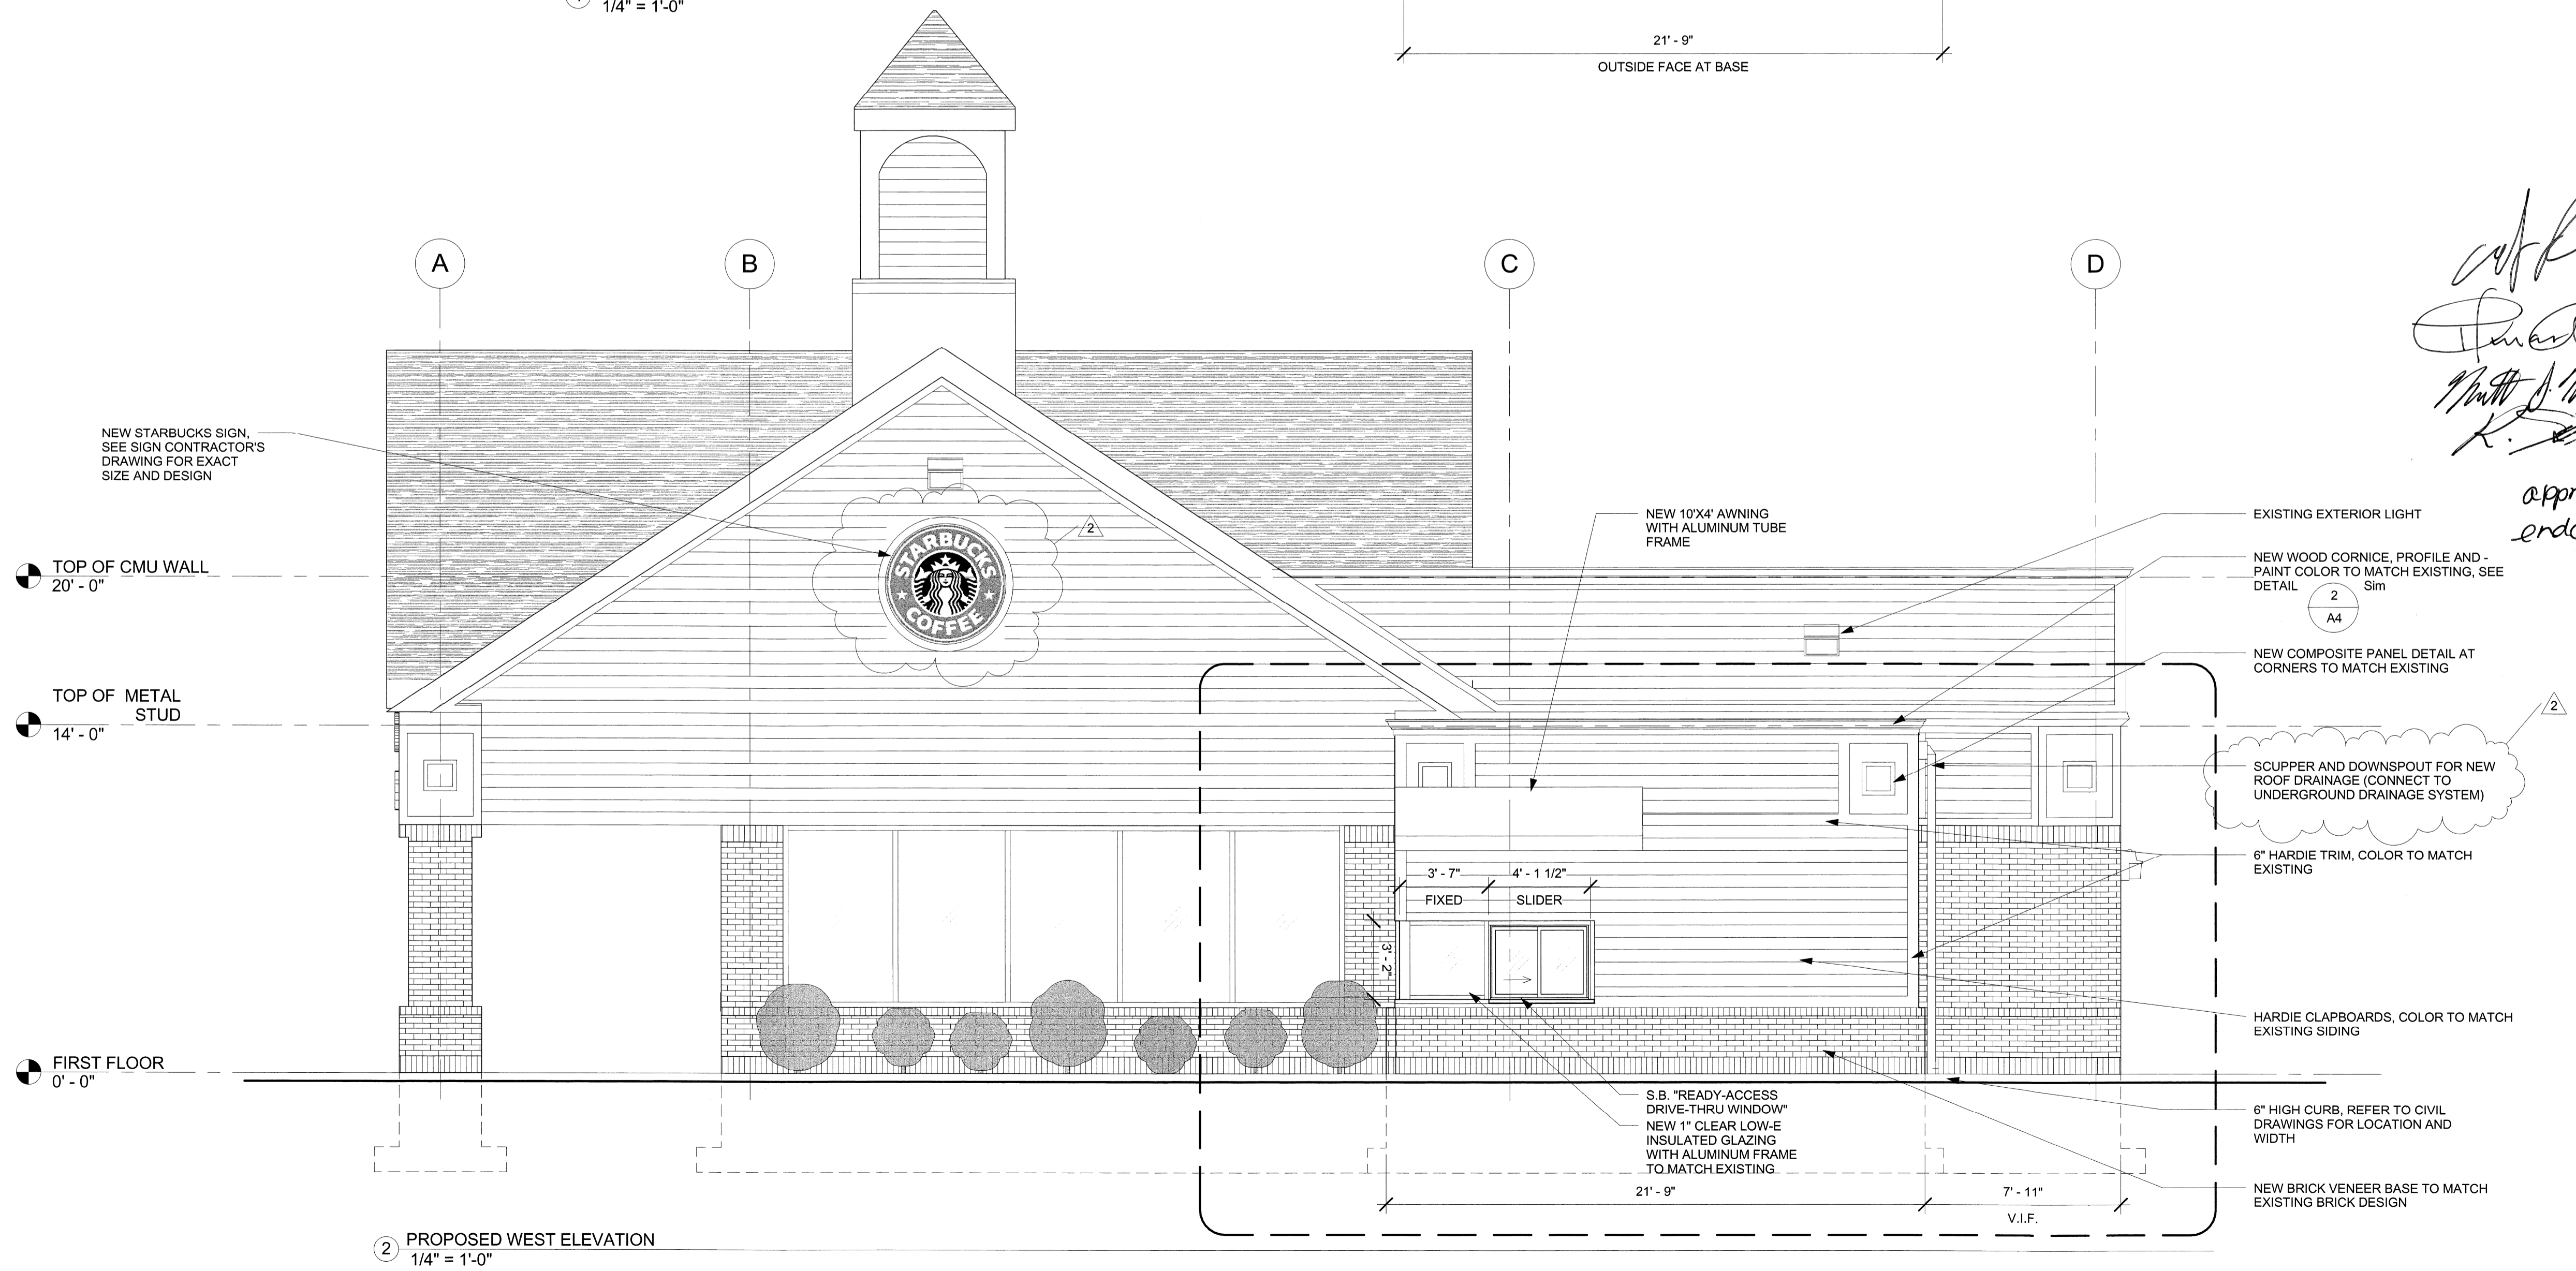 1/4" = 1'-0"
21' - 9"
OUTSIDE FACE AT BASE
A
B
C
D
NEW STARBUCKS SIGN,
SEE SIGN CONTRACTOR'S
DRAWING FOR EXACT
SIZE AND DESIGN
STARBUCKS
COFFEE
2
NEW 10'X4' AWNING
WITH ALUMINUM TUBE
FRAME
EXISTING EXTERIOR LIGHT
NEW WOOD CORNICE, PROFILE AND -
PAINT COLOR TO MATCH EXISTING, SEE
DETAIL
Sim
2
A4
TOP OF CMU WALL
20' - 0"
NEW COMPOSITE PANEL DETAIL AT
CORNERS TO MATCH EXISTING
TOP OF METAL
STUD
14' - 0"
2
SCUPPER AND DOWNSPOUT FOR NEW
ROOF DRAINAGE (CONNECT TO
UNDERGROUND DRAINAGE SYSTEM)
6" HARDIE TRIM, COLOR TO MATCH
EXISTING
3' - 7"
4' - 1 1/2"
FIXED
SLIDER
3' - 2"
HARDIE CLAPBOARDS, COLOR TO MATCH
EXISTING SIDING
FIRST FLOOR
0' - 0"
S.B. "READY-ACCESS
DRIVE-THRU WINDOW"
NEW 1" CLEAR LOW-E
INSULATED GLAZING
WITH ALUMINUM FRAME
TO MATCH EXISTING
6" HIGH CURB, REFER TO CIVIL
DRAWINGS FOR LOCATION AND
WIDTH
NEW BRICK VENEER BASE TO MATCH
EXISTING BRICK DESIGN
21' - 9"
7' - 11"
V.I.F.
2
PROPOSED WEST ELEVATION
1/4" = 1'-0"